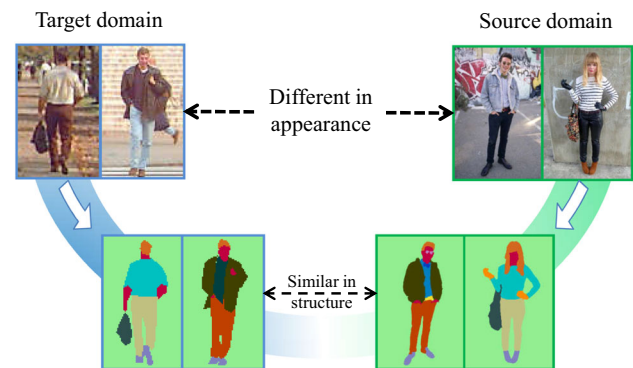 Target domain
Source domain
Different in
appearance
Similar in
structure